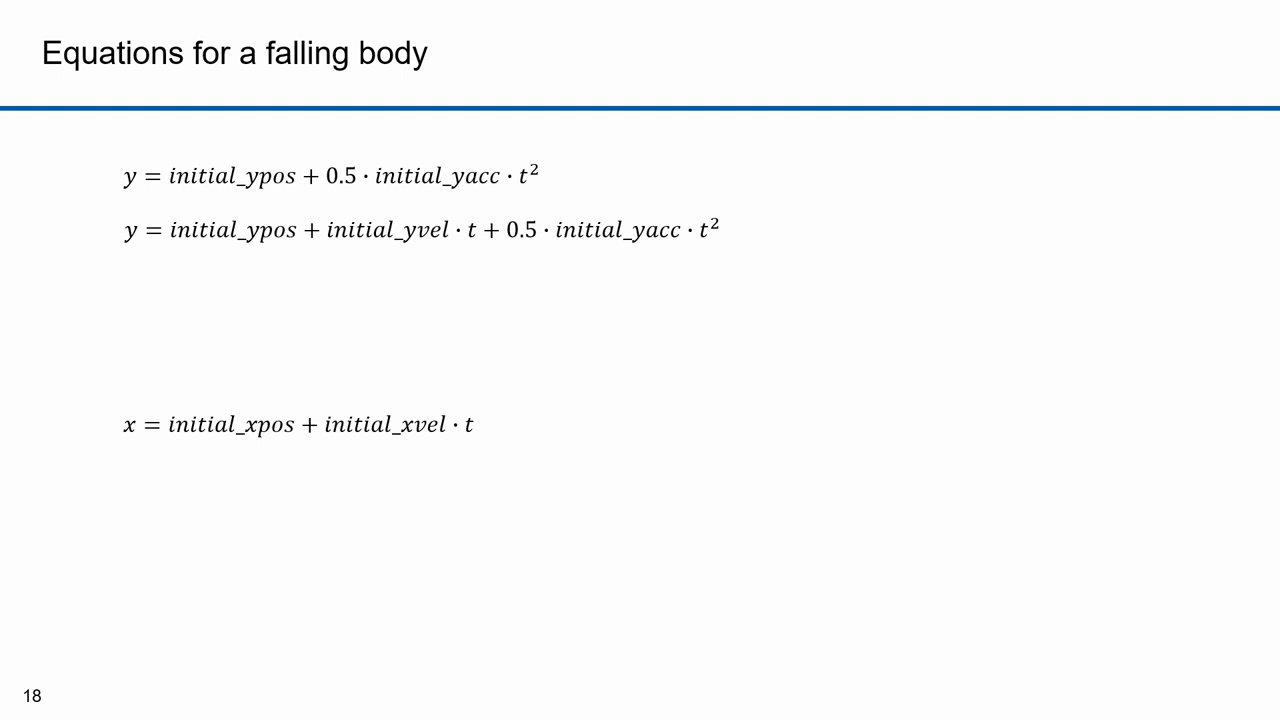 Equations for a falling body
y = initial_ypos + 0.5 · initial_yacc · t²
y = initial_ypos + initial_yvel · t + 0.5 · initial_yacc · t²
x = initial_xpos + initial_xvel · t
18